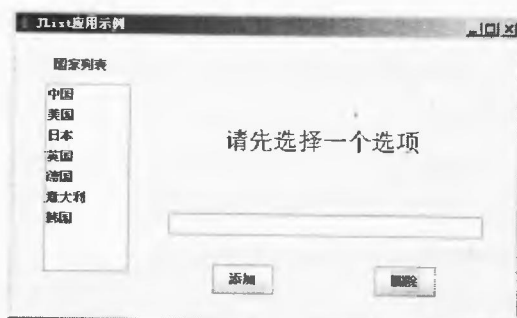 JList应用示例
国家列表
中国
美国
日本
英国
德国
意大利
韩国
请先选择一个选项
添加
删除